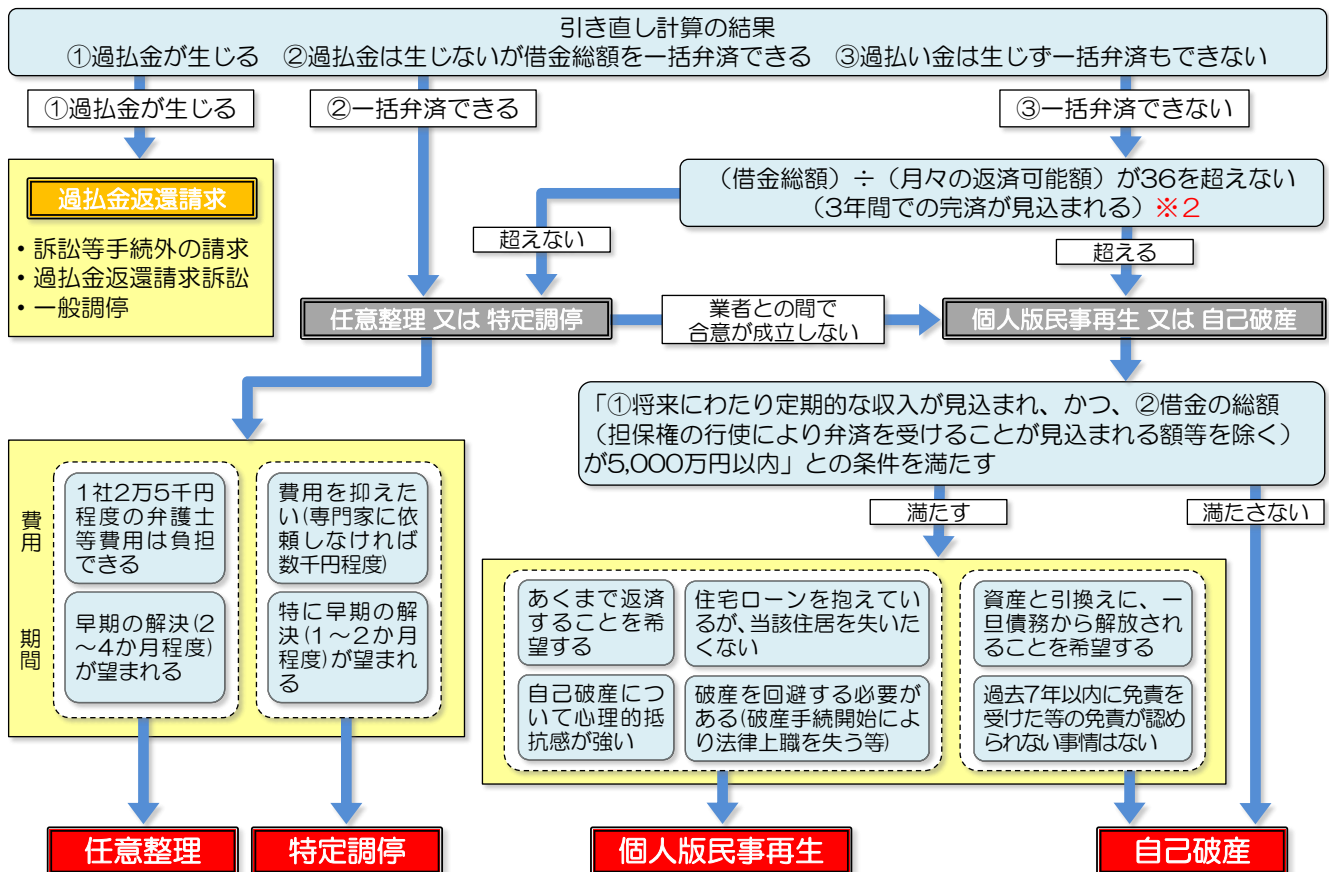 引き直し計算の結果
①過払金が生じる ②過払金は生じないが借金総額を一括弁済できる ③過払い金は生じず一括弁済もできない
①過払金が生じる
②一括弁済できる
③一括弁済できない
過払金返還請求
・訴訟等手続外の請求
・過払金返還請求訴訟
・一般調停
（借金総額）÷（月々の返済可能額）が36を超えない
（3年間での完済が見込まれる）※2
超えない
超える
任意整理 又は 特定調停
業者との間で
合意が成立しない
個人版民事再生 又は 自己破産
「①将来にわたり定期的な収入が見込まれ、かつ、②借金の総額
（担保権の行使により弁済を受けることが見込まれる額等を除く）
が5,000万円以内」との条件を満たす
満たす
満たさない
費用
1社2万5千円
程度の弁護士
等費用は負担
できる
費用を抑えた
い(専門家に依
頼しなければ
数千円程度)
期間
早期の解決(2
～4か月程度)
が望まれる
特に早期の解
決(1～2か月
程度)が望まれ
る
あくまで返済
することを希
望する
住宅ローンを抱えてい
るが、当該住居を失いた
くない
自己破産につ
いて心理的抵
抗感が強い
破産を回避する必要が
ある(破産手続開始によ
り法律上職を失う等)
資産と引換えに、一
旦債務から解放され
ることを希望する
過去7年以内に免責を
受けた等の免責が認め
られない事情はない
任意整理
特定調停
個人版民事再生
自己破産